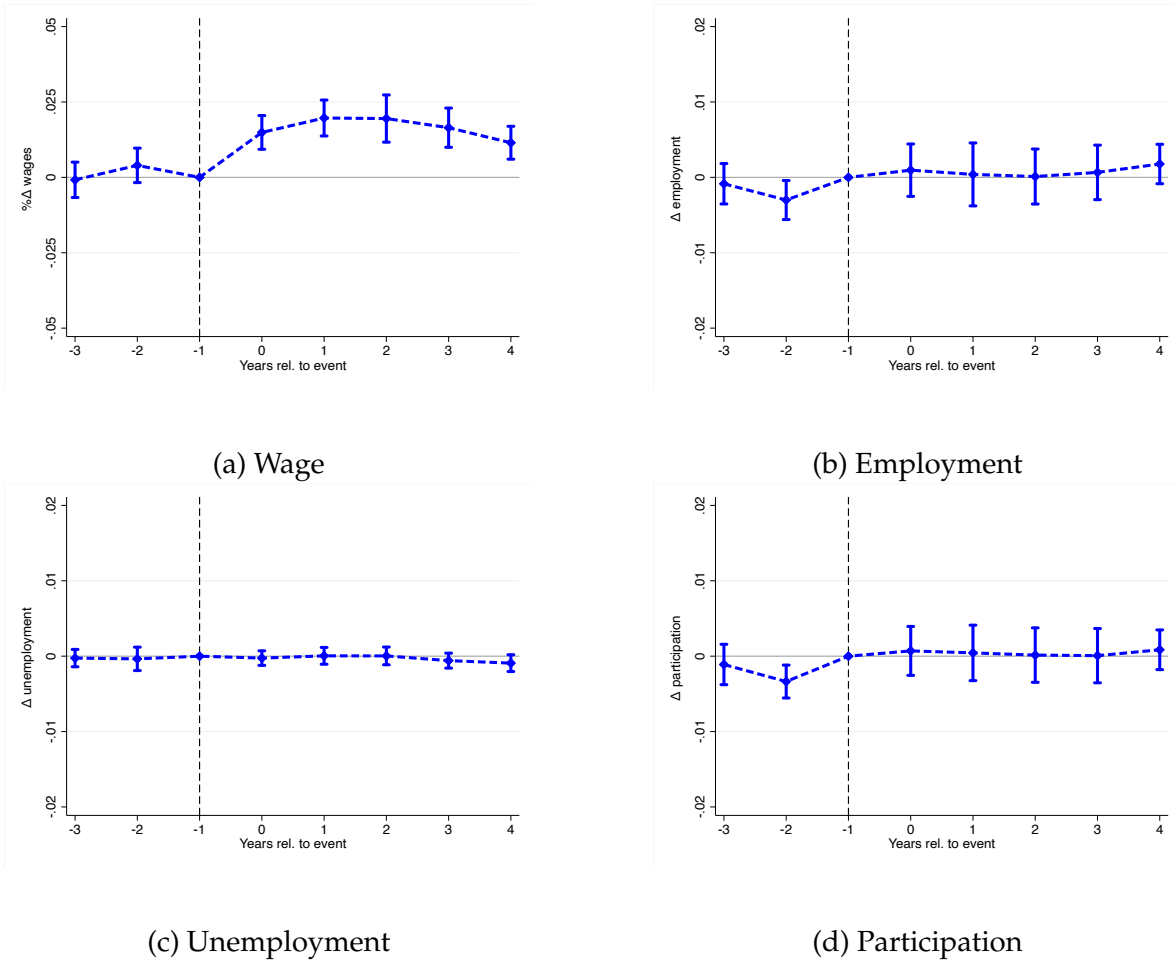 .05
.025
0
-.025
-.05
%Δ wages
-3 -2 -1 0 1 2 3 4
Years rel. to event
(a) Wage
.02
.01
0
-.01
-.02
Δ employment
-3 -2 -1 0 1 2 3 4
Years rel. to event
(b) Employment
.02
.01
0
-.01
-.02
Δ unemployment
-3 -2 -1 0 1 2 3 4
Years rel. to event
(c) Unemployment
.02
.01
0
-.01
-.02
Δ participation
-3 -2 -1 0 1 2 3 4
Years rel. to event
(d) Participation